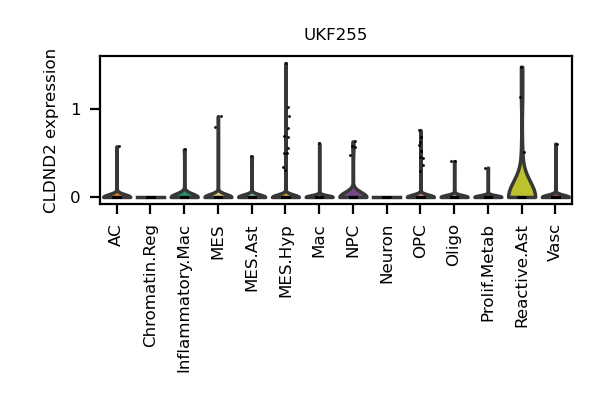 UKF255
CLDND2 expression
1
0
AC
Chromatin.Reg
Inflammatory.Mac
MES
MES.Ast
MES.Hyp
Mac
NPC
Neuron
OPC
Oligo
Prolif.Metab
Reactive.Ast
Vasc